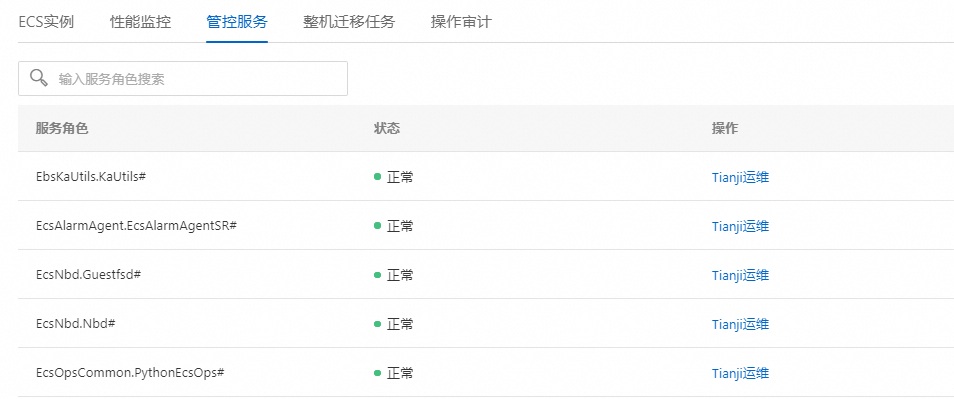 ECS实例 性能监控 管控服务 整机迁移任务 操作审计
输入服务角色搜索
服务角色 状态 操作
EbsKaUtils.KaUtils# 正常 Tianji运维
EcsAlarmAgent.EcsAlarmAgentSR# 正常 Tianji运维
EcsNbd.Guestfsd# 正常 Tianji运维
EcsNbd.Nbd# 正常 Tianji运维
EcsOpsCommon.PythonEcsOps# 正常 Tianji运维